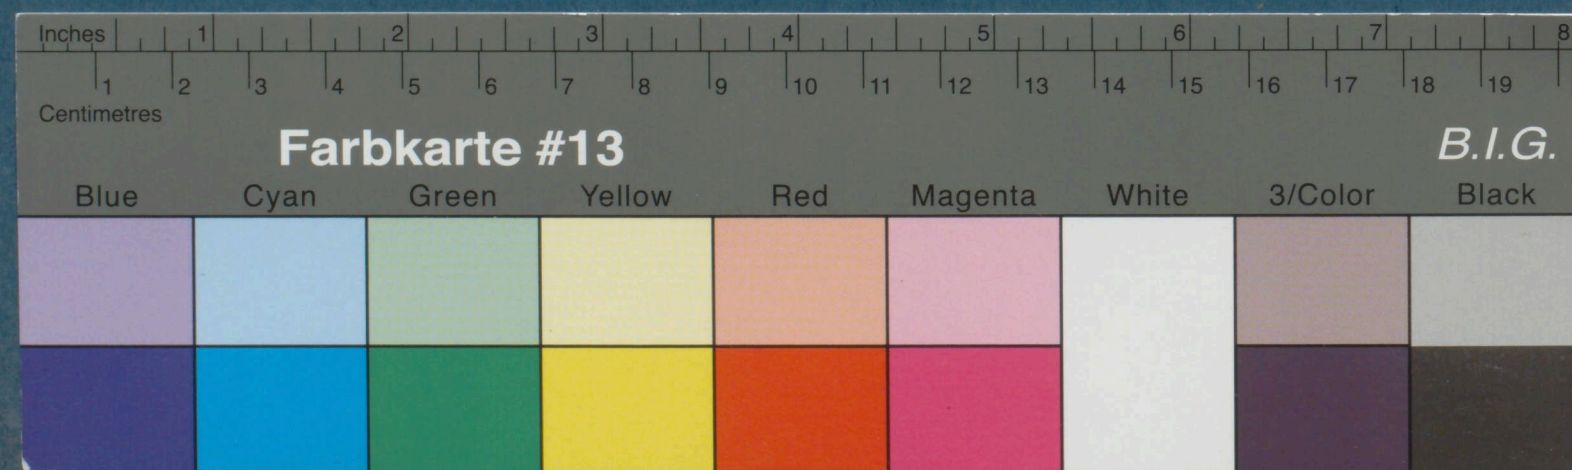 Inches 1 2 3 4 5 6 7 8
1 2 3 4 5 6 7 8 9 10 11 12 13 14 15 16 17 18 19
Centimetres
Farbkarte #13 B.I.G.
Blue Cyan Green Yellow Red Magenta White 3/Color Black